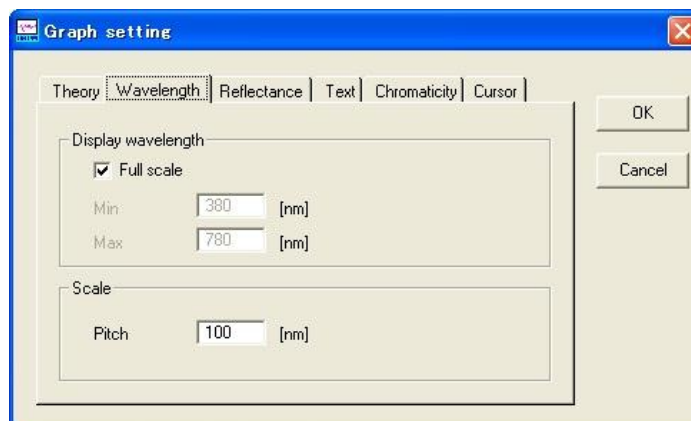 Graph setting
Theory Wavelength Reflectance Text Chromaticity Cursor
OK
Cancel
Display wavelength
Full scale
Min 380 [nm]
Max 780 [nm]
Scale
Pitch 100 [nm]